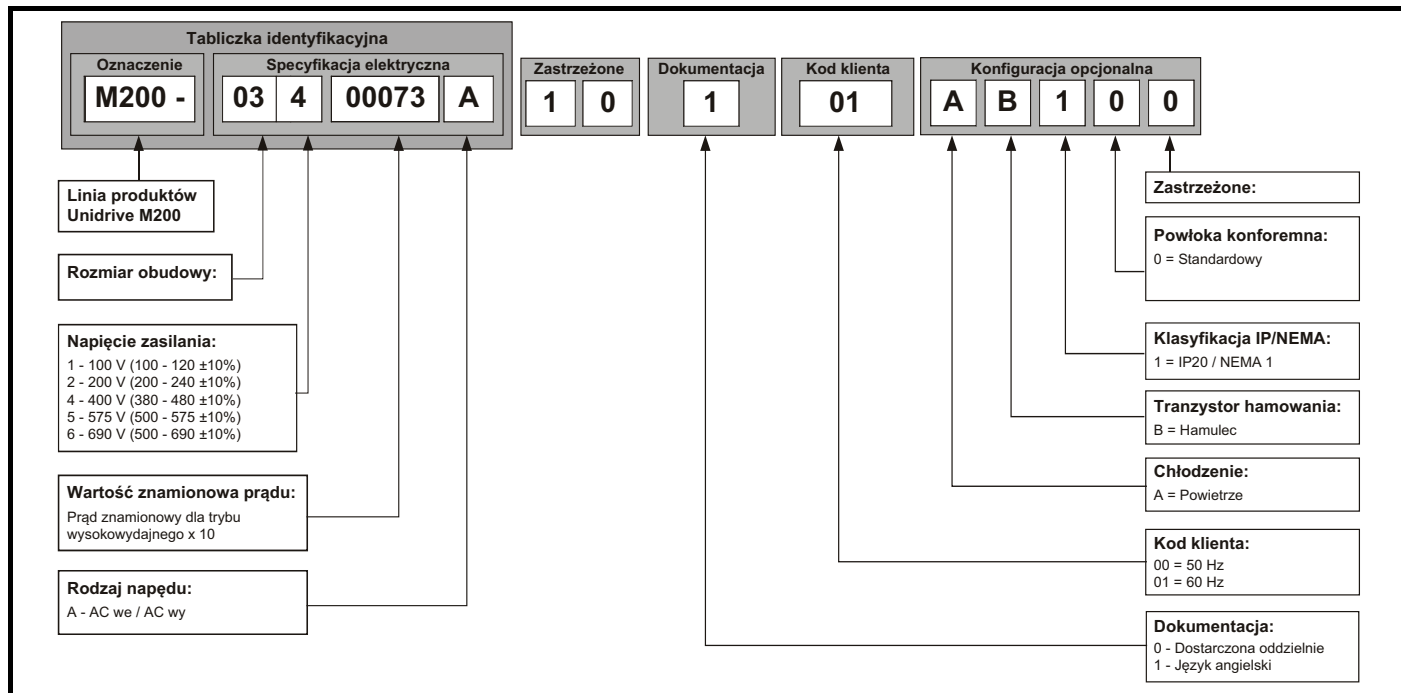 Tabliczka identyfikacyjna
Oznaczenie
Specyfikacja elektryczna
Zastrzeżone
Dokumentacja
Kod klienta
Konfiguracja opcjonalna
M200 -
03 4 00073 A
1 0
1
01
A B 1 0 0
Linia produktów
Unidrive M200
Rozmiar obudowy:
Napięcie zasilania:
1 - 100 V (100 - 120 ±10%)
2 - 200 V (200 - 240 ±10%)
4 - 400 V (380 - 480 ±10%)
5 - 575 V (500 - 575 ±10%)
6 - 690 V (500 - 690 ±10%)
Wartość znamionowa prądu:
Prąd znamionowy dla trybu
wysokowydajnego x 10
Rodzaj napędu:
A - AC we / AC wy
Zastrzeżone:
Powłoka konforemna:
0 = Standardowy
Klasyfikacja IP/NEMA:
1 = IP20 / NEMA 1
Tranzystor hamowania:
B = Hamulec
Chłodzenie:
A = Powietrze
Kod klienta:
00 = 50 Hz
01 = 60 Hz
Dokumentacja:
0 - Dostarczona oddzielnie
1 - Język angielski